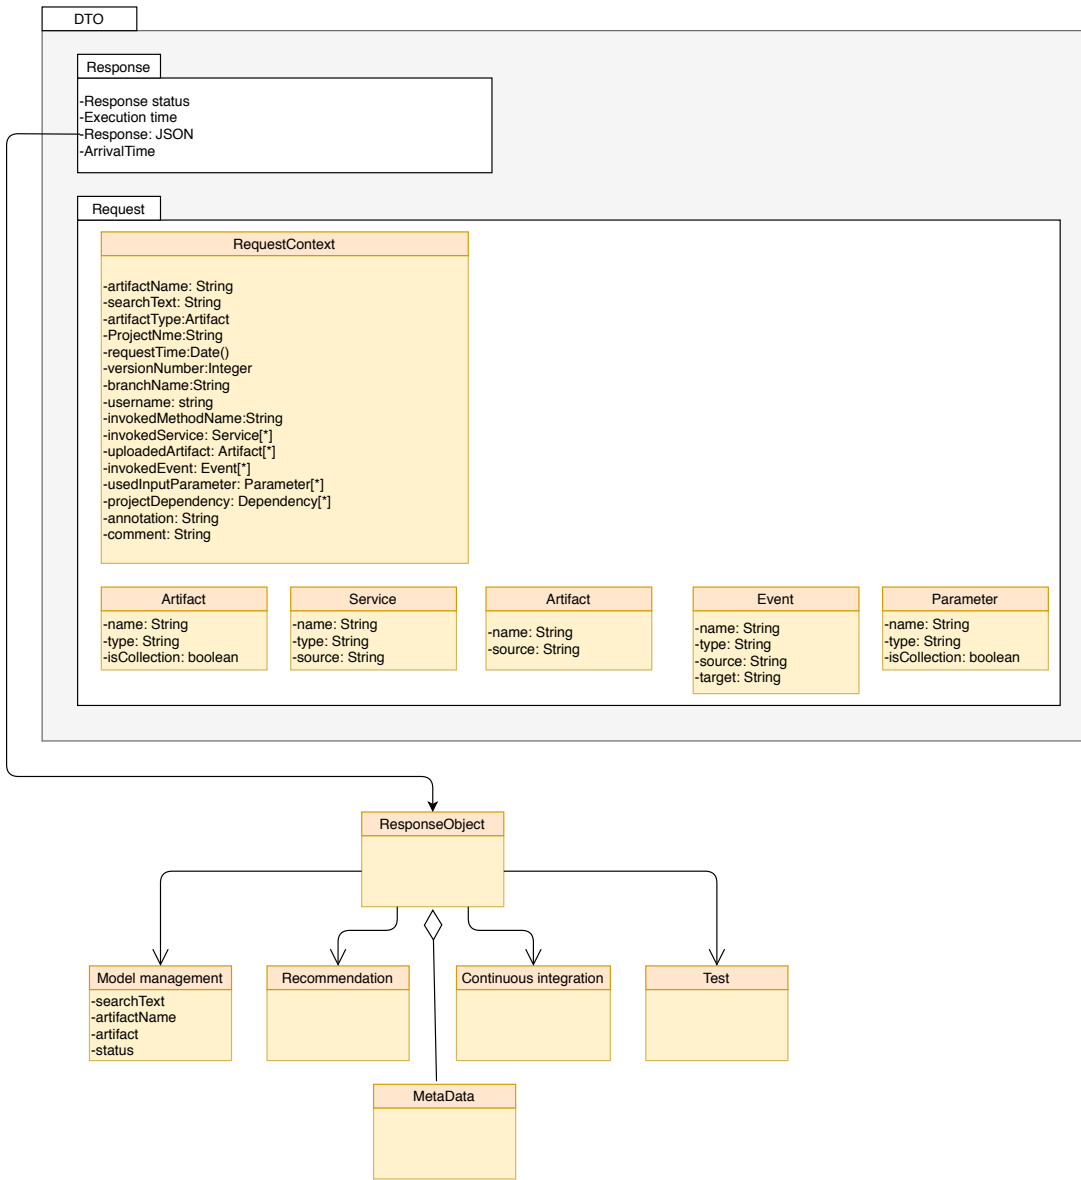 DTO
Response
-Response status
-Execution time
-Response: JSON
-ArrivalTime
Request
RequestContext
-artifactName: String
-searchText: String
-artifactType:Artifact
-ProjectNme:String
-requestTime:Date()
-versionNumber:Integer
-branchName:String
-username: string
-invokedMethodName:String
-invokedService: Service[*]
-uploadedArtifact: Artifact[*]
-invokedEvent: Event[*]
-usedInputParameter: Parameter[*]
-projectDependency: Dependency[*]
-annotation: String
-comment: String
Artifact
-name: String
-type: String
-isCollection: boolean
Service
-name: String
-type: String
-source: String
Artifact
-name: String
-source: String
Event
-name: String
-type: String
-source: String
-target: String
Parameter
-name: String
-type: String
-isCollection: boolean
ResponseObject
Model management
-searchText
-artifactName
-artifact
-status
Recommendation
Continuous integration
Test
MetaData